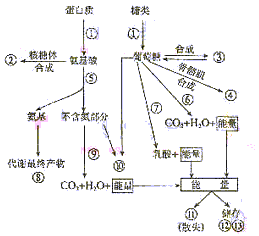 蛋白质 糖类
① ①
② 核糖体 合成 氨基酸 葡萄糖 合成 ③
骨骼肌 合成 ④
⑤ ⑦ ⑥
氨基 不含氮部分 CO₂+H₂O+能量
⑨ ⑩ 乳酸+能量
代谢最终产物
⑧ CO₂+H₂O+能量 能量
⑪ 储存
(散失) ⑫ ⑬